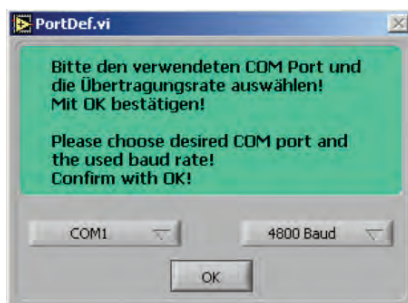 PortDef.vi
Bitte den verwendeten COM Port und
die Übertragungsrate auswählen!
Mit OK bestätigen!
Please choose desired COM port and
the used baud rate!
Confirm with OK!
COM1 4800 Baud
OK